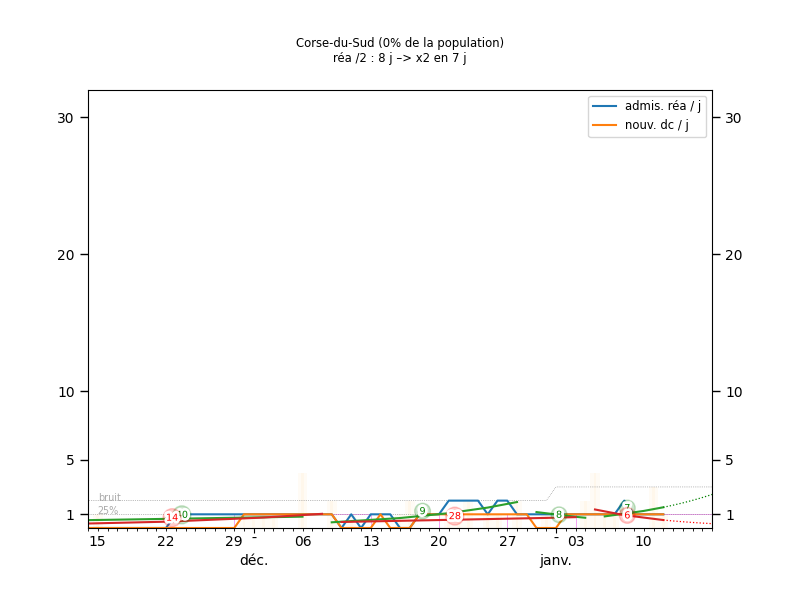 Corse-du-Sud (0% de la population)
réa /2 : 8 j –> x2 en 7 j
admis. réa / j
nouv. dc / j
30 30
20 20
10 10
5 5
bruit
25%
1 1
14 9 28 8 6
15 22 29 - 06 13 20 27 - 03 10
déc. janv.